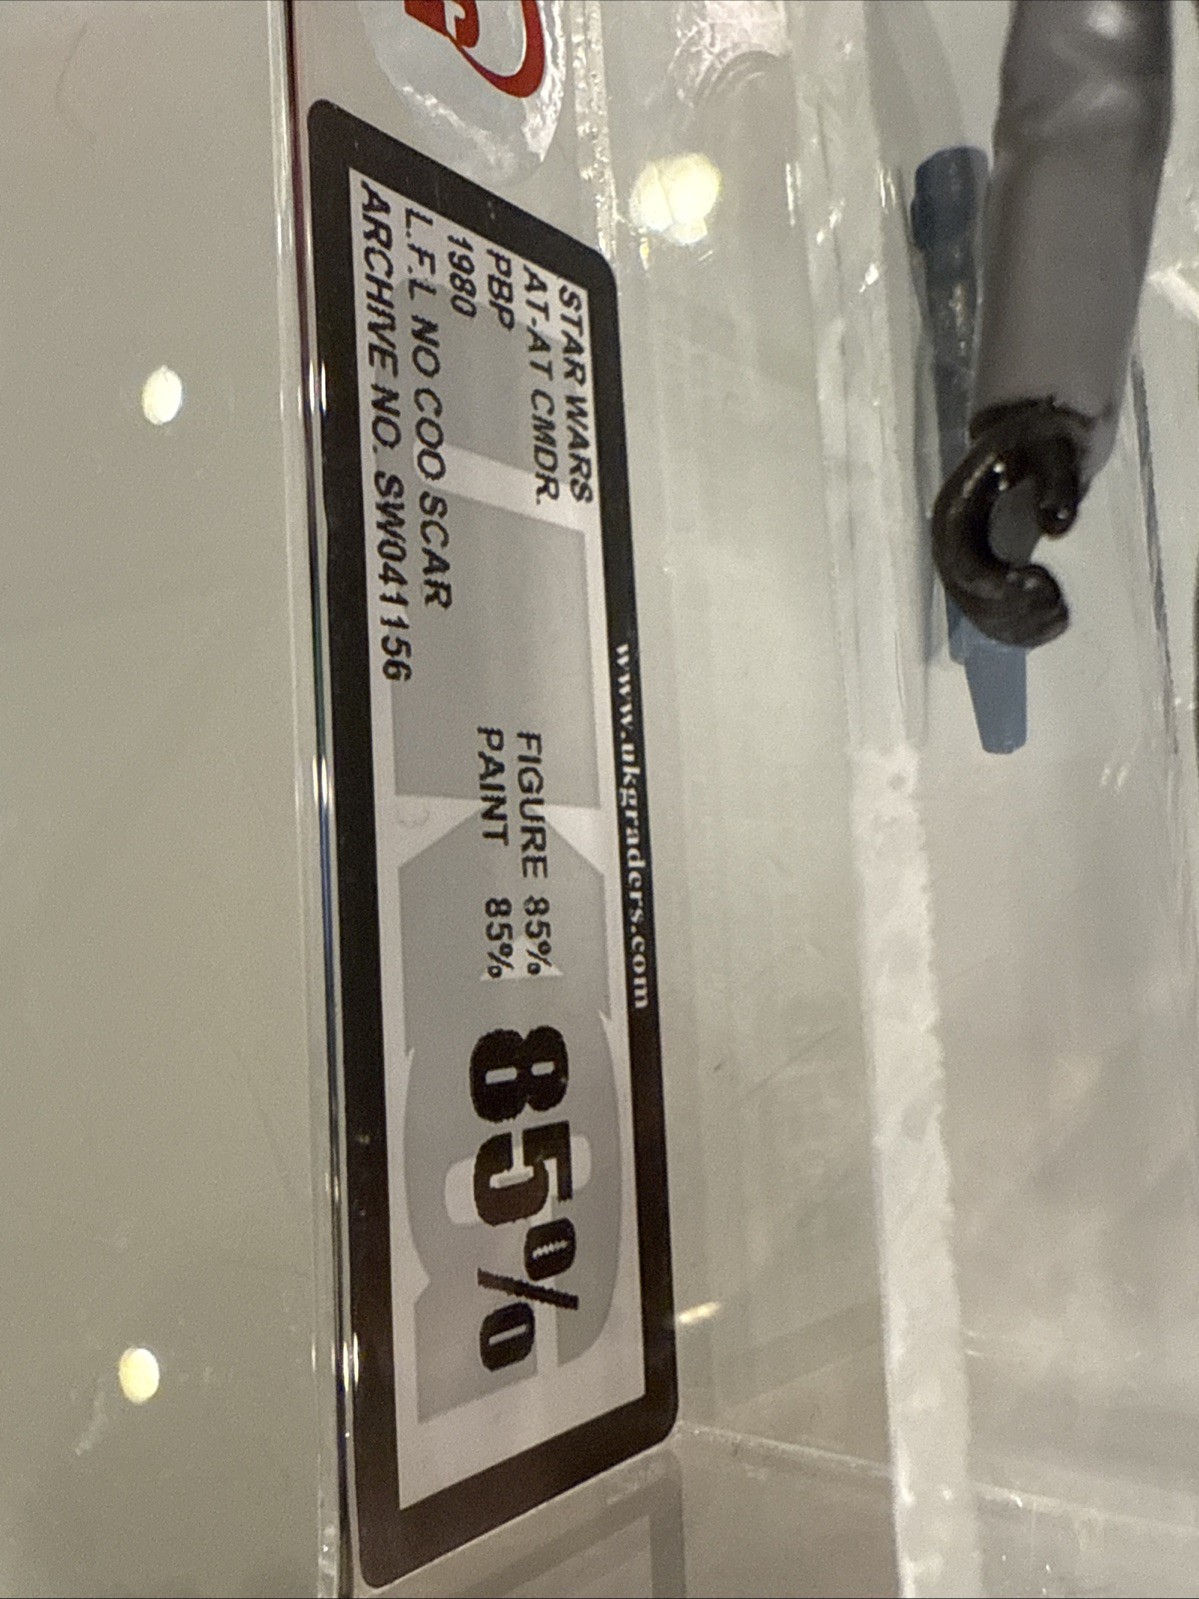 www.ukgraders.com
STAR WARS
AT-AT CMDR.
PBP
1980
L.F.L NO COO SCAR
ARCHIVE NO. SW041156
FIGURE 85%
PAINT 85%
85%